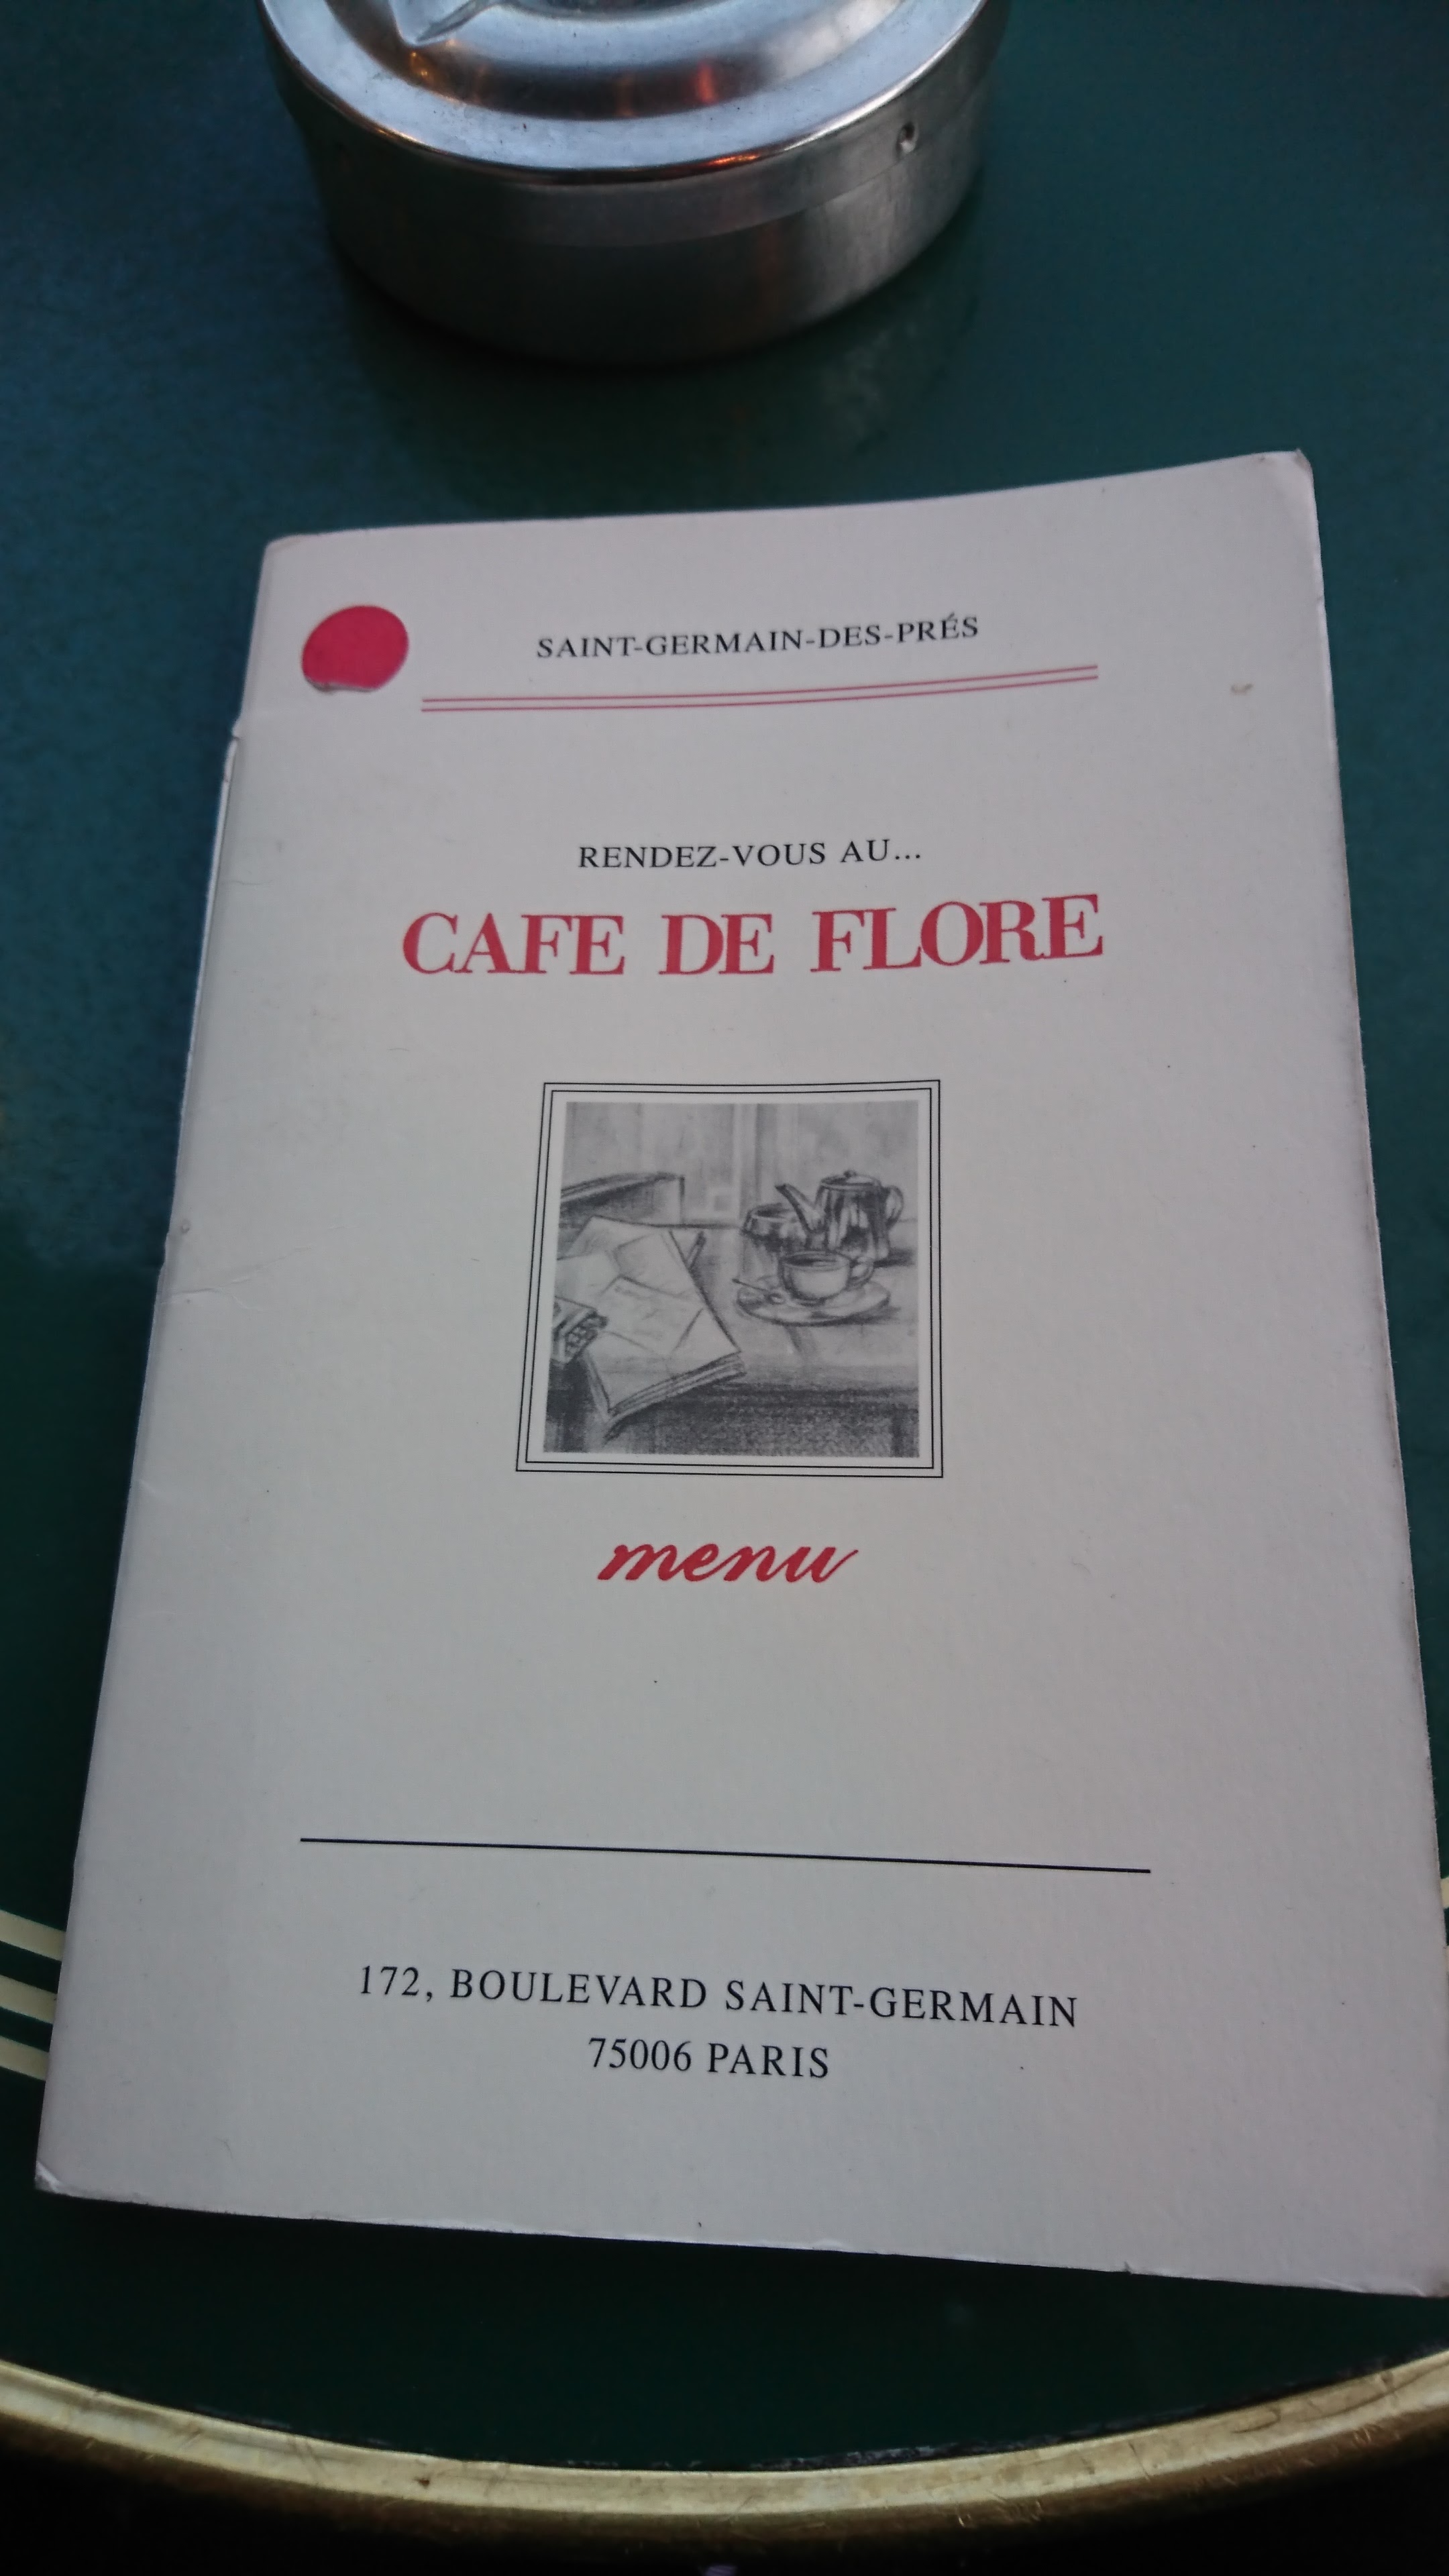 SAINT-GERMAIN-DES-PRÉS
RENDEZ-VOUS AU...
CAFE DE FLORE
menu
172, BOULEVARD SAINT-GERMAIN
75006 PARIS